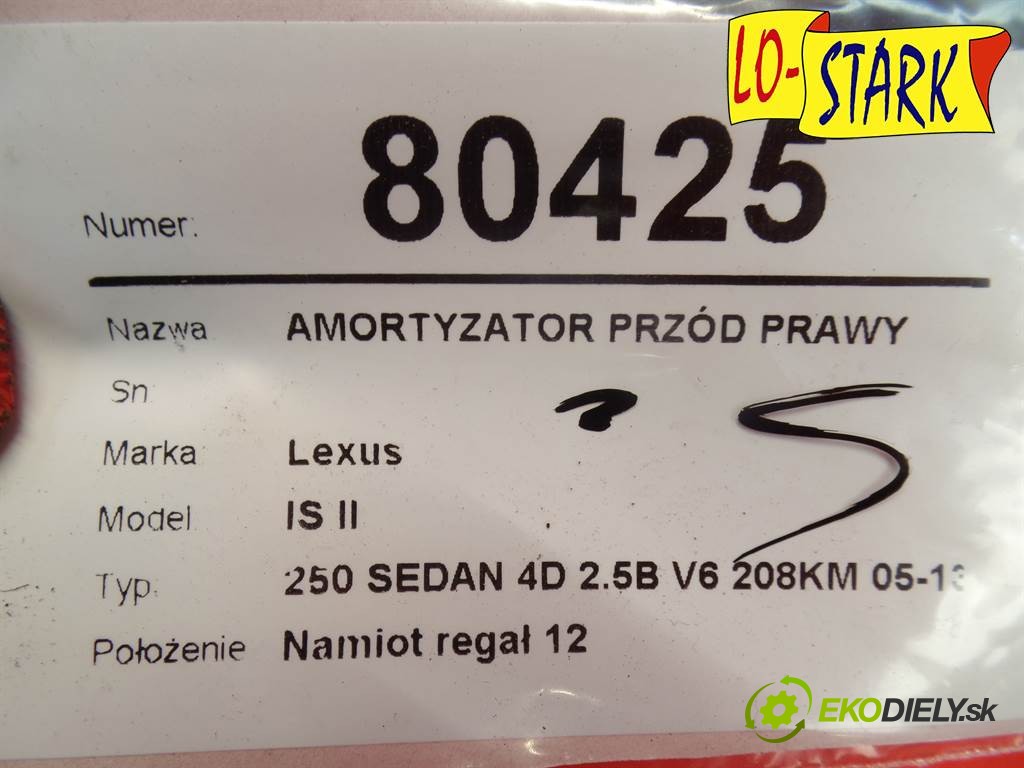 LO-STARK
Numer: 80425
Nazwa AMORTYZATOR PRZÓD PRAWY
Sn
Marka Lexus
Model IS II
Typ: 250 SEDAN 4D 2.5B V6 208KM 05-13
Położenie Namiot regał 12
EKODIELY.sk